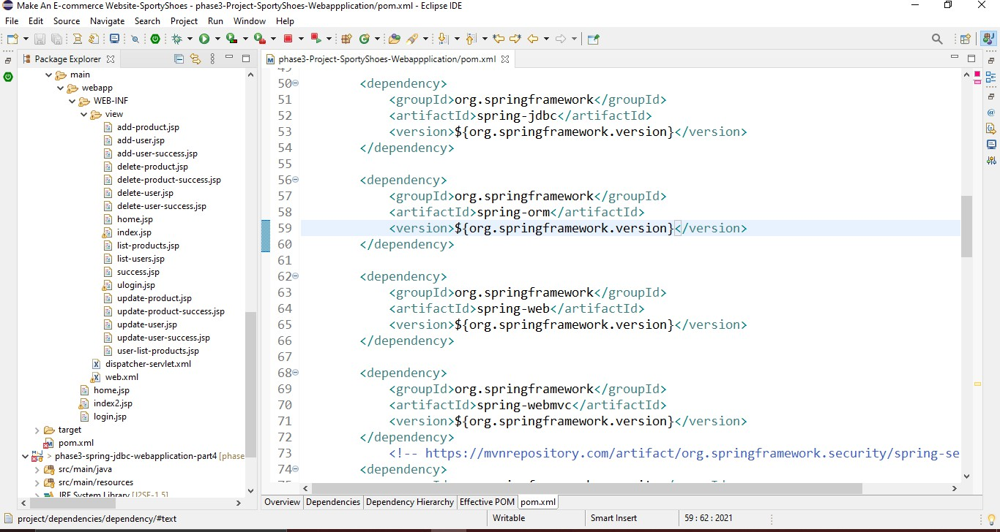 Make An E-commerce Website-SportyShoes - phase3-Project-SportyShoes-Webappplication/pom.xml - Eclipse IDE
File Edit Source Navigate Search Project Run Window Help
Package Explorer
main
webapp
WEB-INF
view
add-product.jsp
add-user.jsp
add-user-success.jsp
delete-product.jsp
delete-product-success.jsp
delete-user.jsp
delete-user-success.jsp
home.jsp
index.jsp
list-products.jsp
list-users.jsp
success.jsp
ulogin.jsp
update-product.jsp
update-product-success.jsp
update-user.jsp
update-user-success.jsp
user-list-products.jsp
dispatcher-servlet.xml
web.xml
home.jsp
index2.jsp
login.jsp
target
pom.xml
> phase3-spring-jdbc-webapplication-part4 [phase
src/main/java
src/main/resources
JRE System Library [J2SE-1.5]
phase3-Project-SportyShoes-Webappplication/pom.xml
49
50 <dependency>
51 <groupId>org.springframework</groupId>
52 <artifactId>spring-jdbc</artifactId>
53 <version>${org.springframework.version}</version>
54 </dependency>
55
56 <dependency>
57 <groupId>org.springframework</groupId>
58 <artifactId>spring-orm</artifactId>
59 <version>${org.springframework.version}</version>
60 </dependency>
61
62 <dependency>
63 <groupId>org.springframework</groupId>
64 <artifactId>spring-web</artifactId>
65 <version>${org.springframework.version}</version>
66 </dependency>
67
68 <dependency>
69 <groupId>org.springframework</groupId>
70 <artifactId>spring-webmvc</artifactId>
71 <version>${org.springframework.version}</version>
72 </dependency>
73 <!-- https://mvnrepository.com/artifact/org.springframework.security/spring-se
74 <dependency>
75
Overview Dependencies Dependency Hierarchy Effective POM pom.xml
project/dependencies/dependency/#text Writable Smart Insert 59 : 62 : 2021